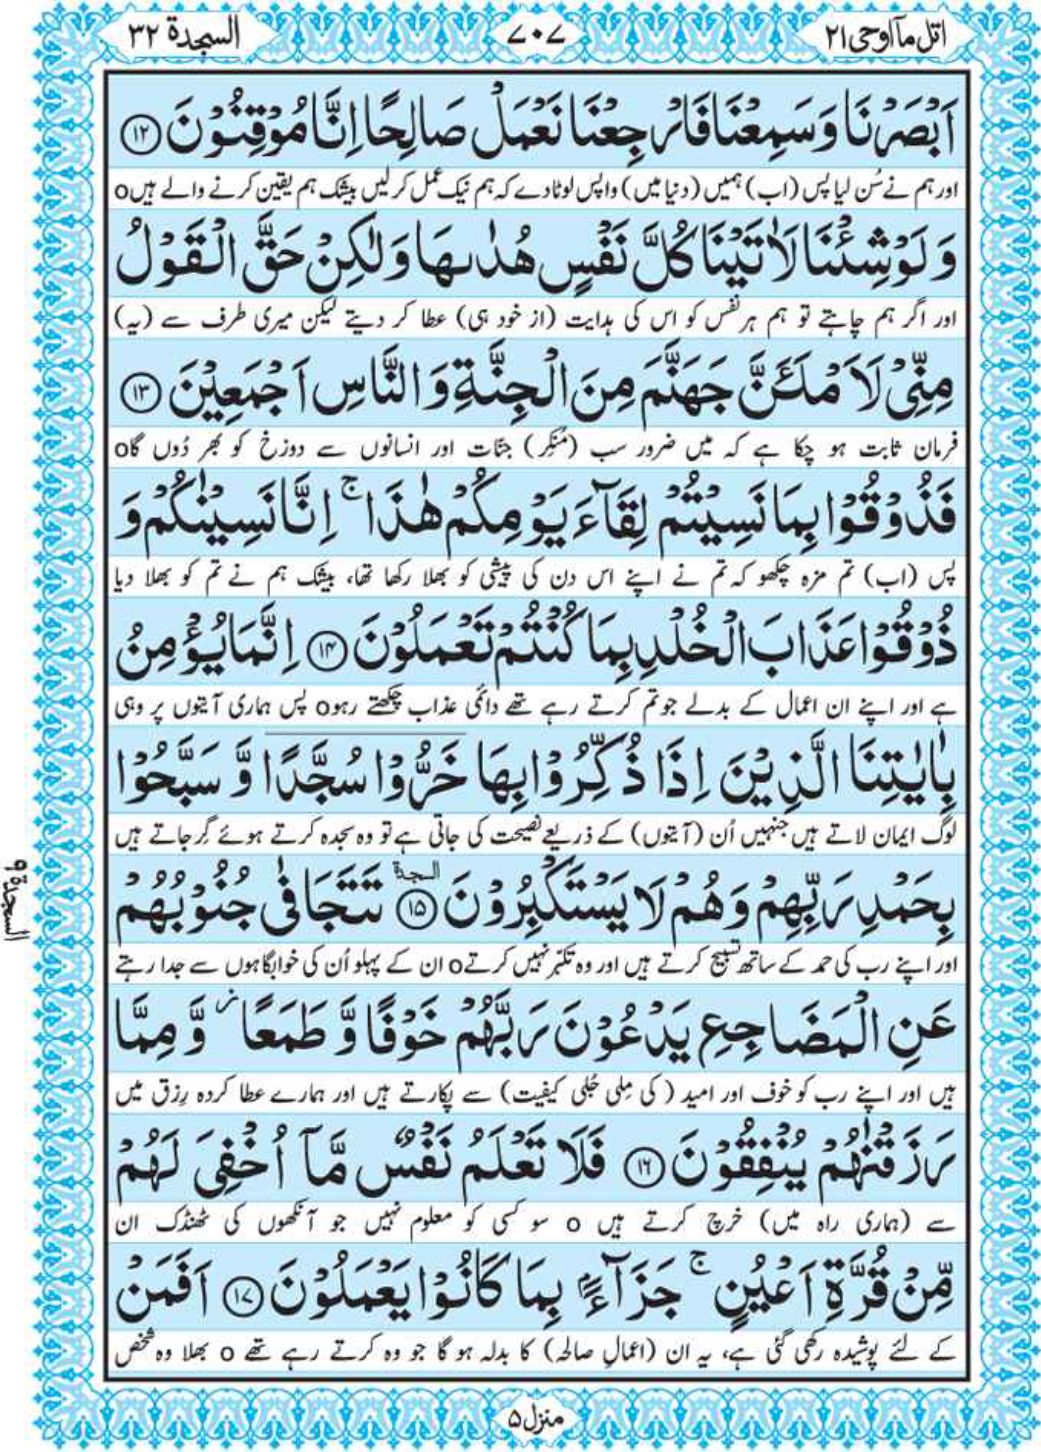 اتل مآ اوحی ۲۱
۷۰۷
السجدة ۳۲
اَبْصَرْنَا وَسَمِعْنَا فَارْجِعْنَا نَعْمَلْ صَالِحًا اِنَّا مُوْقِنُوْنَ ﴿۱۲﴾
اور ہم نے سُن لیا پس (اب) ہمیں (دنیا میں) واپس لوٹا دے کہ ہم نیک عمل کر لیں بیشک ہم یقین کرنے والے ہیںo
وَلَوْ شِئْنَا لَاٰتَيْنَا كُلَّ نَفْسٍ هُدٰىهَا وَلٰكِنْ حَقَّ الْقَوْلُ
اور اگر ہم چاہتے تو ہم ہر نفس کو اس کی ہدایت (از خود ہی) عطا کر دیتے لیکن میری طرف سے (یہ)
مِنِّيْ لَاَمْلَئَنَّ جَهَنَّمَ مِنَ الْجِنَّةِ وَالنَّاسِ اَجْمَعِيْنَ ﴿۱۳﴾
فرمان ثابت ہو چکا ہے کہ میں ضرور سب (مُنکِر) جنّات اور انسانوں سے دوزخ کو بھر دُوں گاo
فَذُوْقُوْا بِمَا نَسِيْتُمْ لِقَآءَ يَوْمِكُمْ هٰذَا ۚ اِنَّا نَسِيْنٰكُمْ وَ
پس (اب) تم مزہ چکھو کہ تم نے اپنے اس دن کی پیشی کو بھلا رکھا تھا، بیشک ہم نے تم کو بھلا دیا
ذُوْقُوْا عَذَابَ الْخُلْدِ بِمَا كُنْتُمْ تَعْمَلُوْنَ ﴿۱۴﴾ اِنَّمَا يُؤْمِنُ
ہے اور اپنے ان اعمال کے بدلے جو تم کرتے رہے تھے دائمی عذاب چکھتے رہوo پس ہماری آیتوں پر وہی
بِاٰيٰتِنَا الَّذِيْنَ اِذَا ذُكِّرُوْا بِهَا خَرُّوْا سُجَّدًا وَّ سَبَّحُوْا
لوگ ایمان لاتے ہیں جنہیں اُن (آیتوں) کے ذریعے نصیحت کی جاتی ہے تو وہ سجدہ کرتے ہوئے گر جاتے ہیں
بِحَمْدِ رَبِّهِمْ وَهُمْ لَا يَسْتَكْبِرُوْنَ ﴿۱۵﴾ السجدة تَتَجَافٰى جُنُوْبُهُمْ
اور اپنے رب کی حمد کے ساتھ تسبیح کرتے ہیں اور وہ تکبّر نہیں کرتےo ان کے پہلو اُن کی خوابگاہوں سے جدا رہتے
عَنِ الْمَضَاجِعِ يَدْعُوْنَ رَبَّهُمْ خَوْفًا وَّ طَمَعًا ز وَّ مِمَّا
ہیں اور اپنے رب کو خوف اور امید (کی مِلی جُلی کیفیت) سے پکارتے ہیں اور ہمارے عطا کردہ رِزق میں
رَزَقْنٰهُمْ يُنْفِقُوْنَ ﴿۱۶﴾ فَلَا تَعْلَمُ نَفْسٌ مَّآ اُخْفِيَ لَهُمْ
سے (ہماری راہ میں) خرچ کرتے ہیں o سو کسی کو معلوم نہیں جو آنکھوں کی ٹھنڈک ان
مِّنْ قُرَّةِ اَعْيُنٍ ۚ جَزَآءًۢ بِمَا كَانُوْا يَعْمَلُوْنَ ﴿۱۷﴾ اَفَمَنْ
کے لئے پوشیدہ رکھی گئی ہے، یہ ان (اعمالِ صالحہ) کا بدلہ ہو گا جو وہ کرتے رہے تھے o بھلا وہ شخص
السجدة ۹
منزل ۵